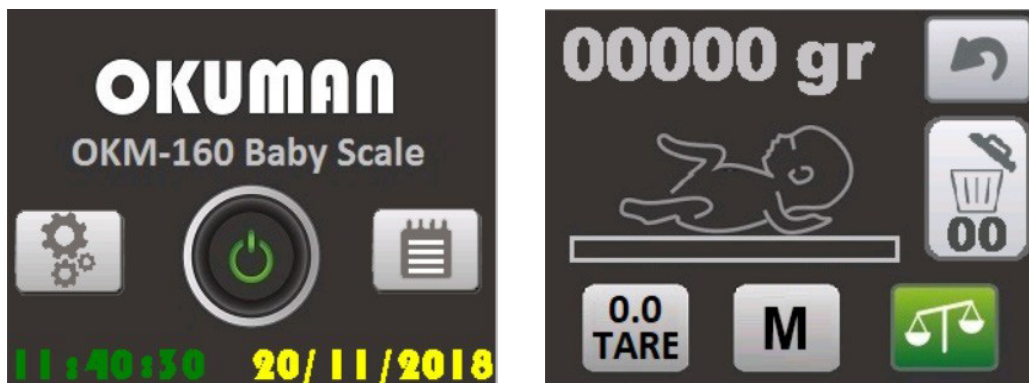 OKUMAN
OKM-160 Baby Scale
11:40:30 20/11/2018
00000 gr
00
0.0
TARE
M